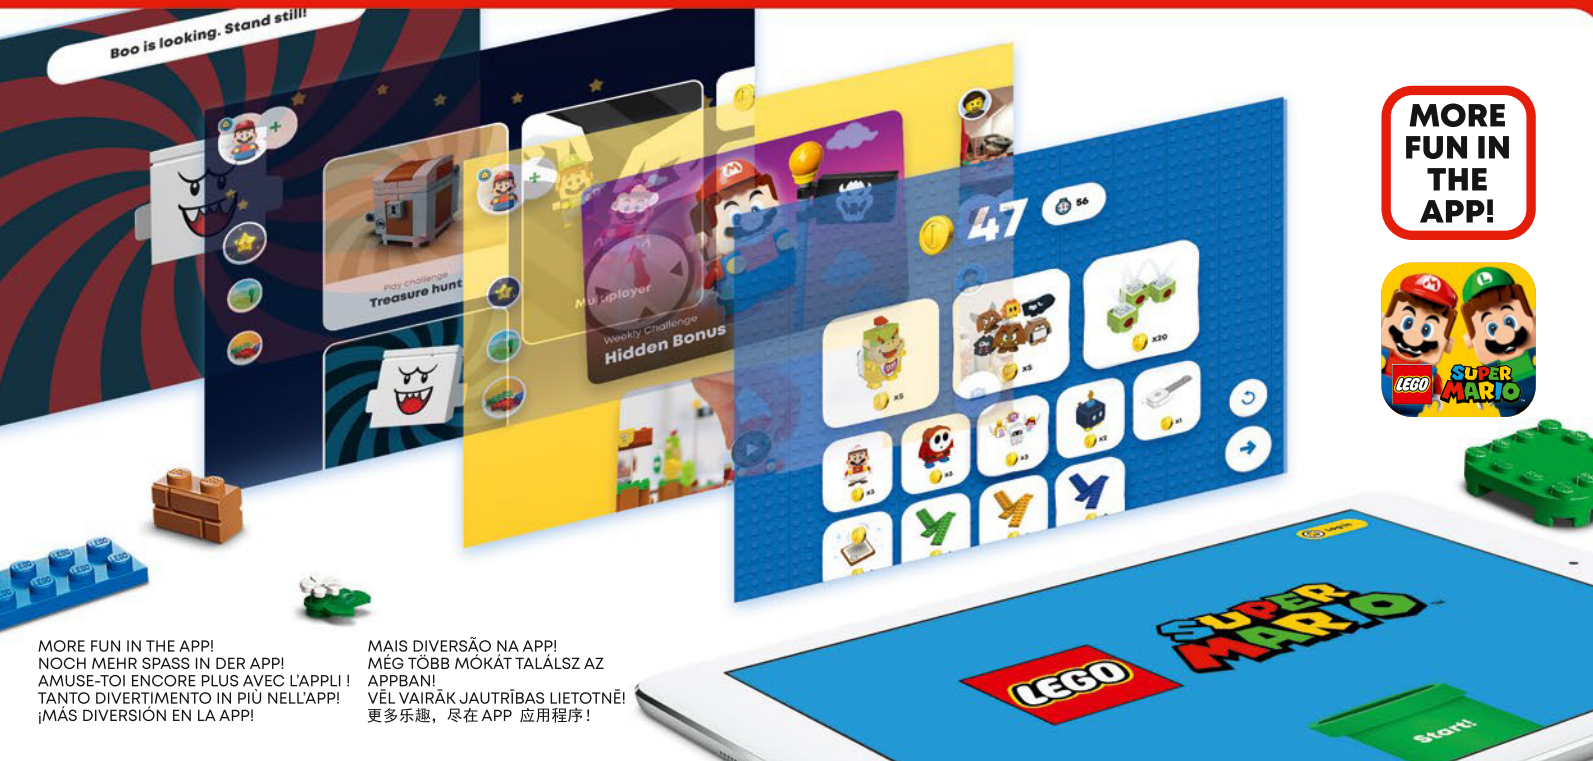 Boo is looking. Stand still!
Play challenge
Treasure hunt
Multiplayer
Weekly Challenge
Hidden Bonus
47
56
x5
x5
x20
x3
x3
x3
x2
x1
MORE
FUN IN
THE
APP!
LEGO
SUPER
MARIO
Log in
SUPER
MARIO
™
LEGO
Start!
MORE FUN IN THE APP!
NOCH MEHR SPASS IN DER APP!
AMUSE-TOI ENCORE PLUS AVEC L’APPLI !
TANTO DIVERTIMENTO IN PIÙ NELL’APP!
¡MÁS DIVERSIÓN EN LA APP!
MAIS DIVERSÃO NA APP!
MÉG TÖBB MÓKÁT TALÁLSZ AZ
APPBAN!
VĒL VAIRĀK JAUTRĪBAS LIETOTNĒ!
更多乐趣，尽在 APP 应用程序！